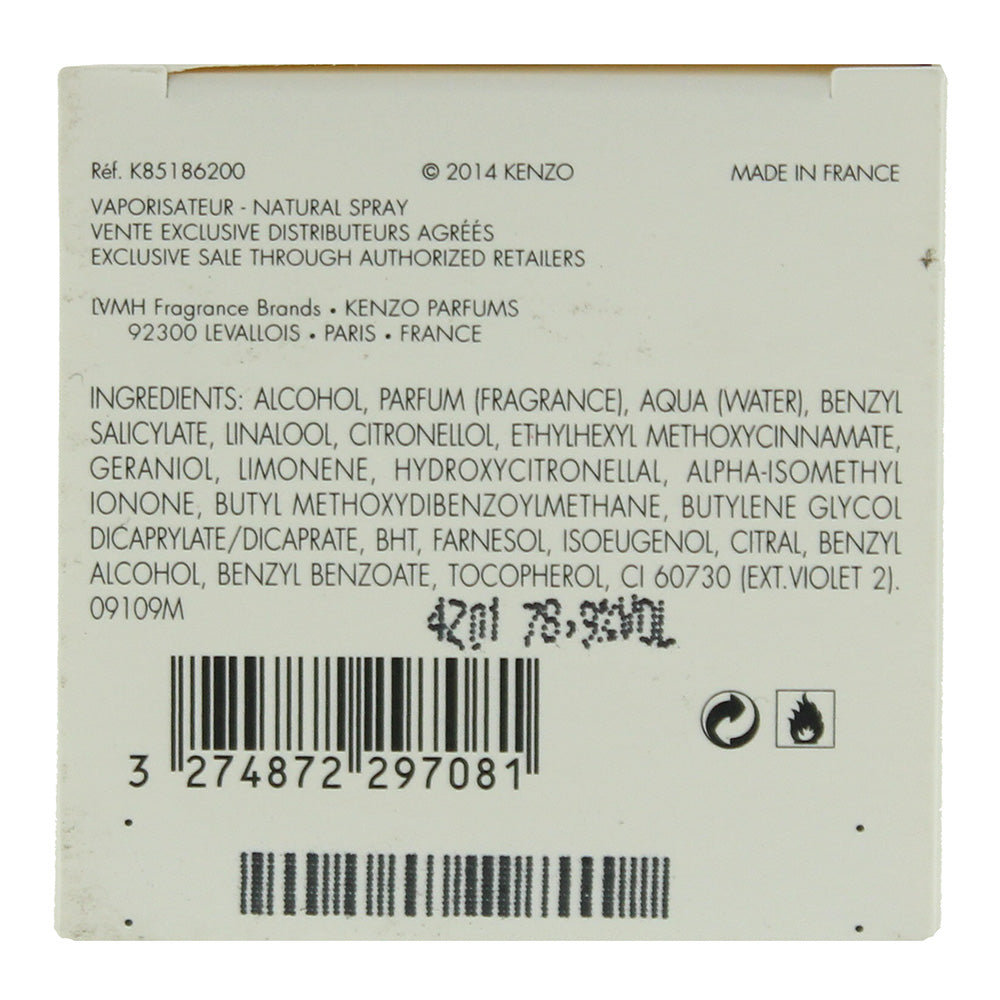 Réf. K85186200 © 2014 KENZO MADE IN FRANCE
VAPORISATEUR - NATURAL SPRAY
VENTE EXCLUSIVE DISTRIBUTEURS AGRÉÉS
EXCLUSIVE SALE THROUGH AUTHORIZED RETAILERS
LVMH Fragrance Brands • KENZO PARFUMS
92300 LEVALLOIS • PARIS • FRANCE
INGREDIENTS: ALCOHOL, PARFUM (FRAGRANCE), AQUA (WATER), BENZYL
SALICYLATE, LINALOOL, CITRONELLOL, ETHYLHEXYL METHOXYCINNAMATE,
GERANIOL, LIMONENE, HYDROXYCITRONELLAL, ALPHA-ISOMETHYL
IONONE, BUTYL METHOXYDIBENZOYLMETHANE, BUTYLENE GLYCOL
DICAPRYLATE/DICAPRATE, BHT, FARNESOL, ISOEUGENOL, CITRAL, BENZYL
ALCOHOL, BENZYL BENZOATE, TOCOPHEROL, CI 60730 (EXT.VIOLET 2).
09109M
3 274872 297081